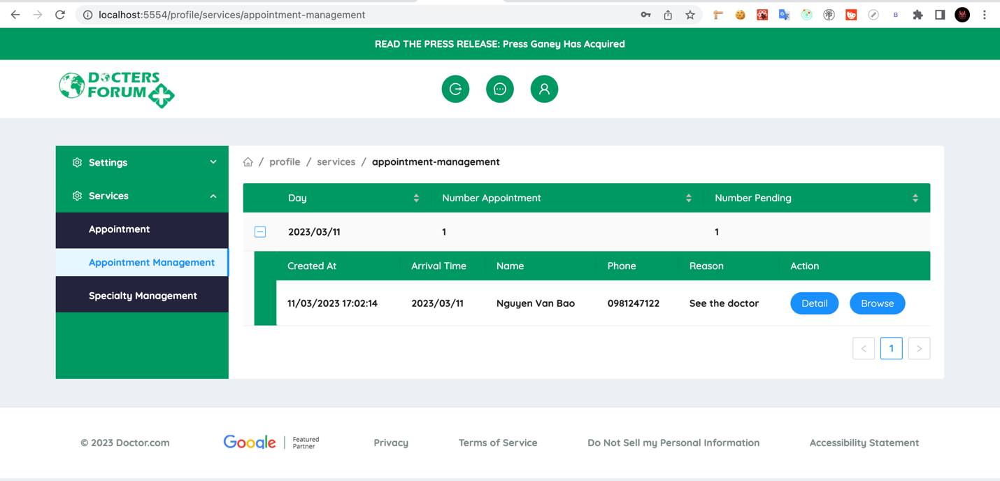 localhost:5554/profile/services/appointment-management
READ THE PRESS RELEASE: Press Ganey Has Acquired
DOCTERS
FORUM
Settings
Services
Appointment
Appointment Management
Specialty Management
/ profile / services / appointment-management
Day Number Appointment Number Pending
2023/03/11 1 1
Created At Arrival Time Name Phone Reason Action
11/03/2023 17:02:14 2023/03/11 Nguyen Van Bao 0981247122 See the doctor Detail Browse
< 1 >
© 2023 Doctor.com Google | Featured Partner Privacy Terms of Service Do Not Sell my Personal Information Accessibility Statement